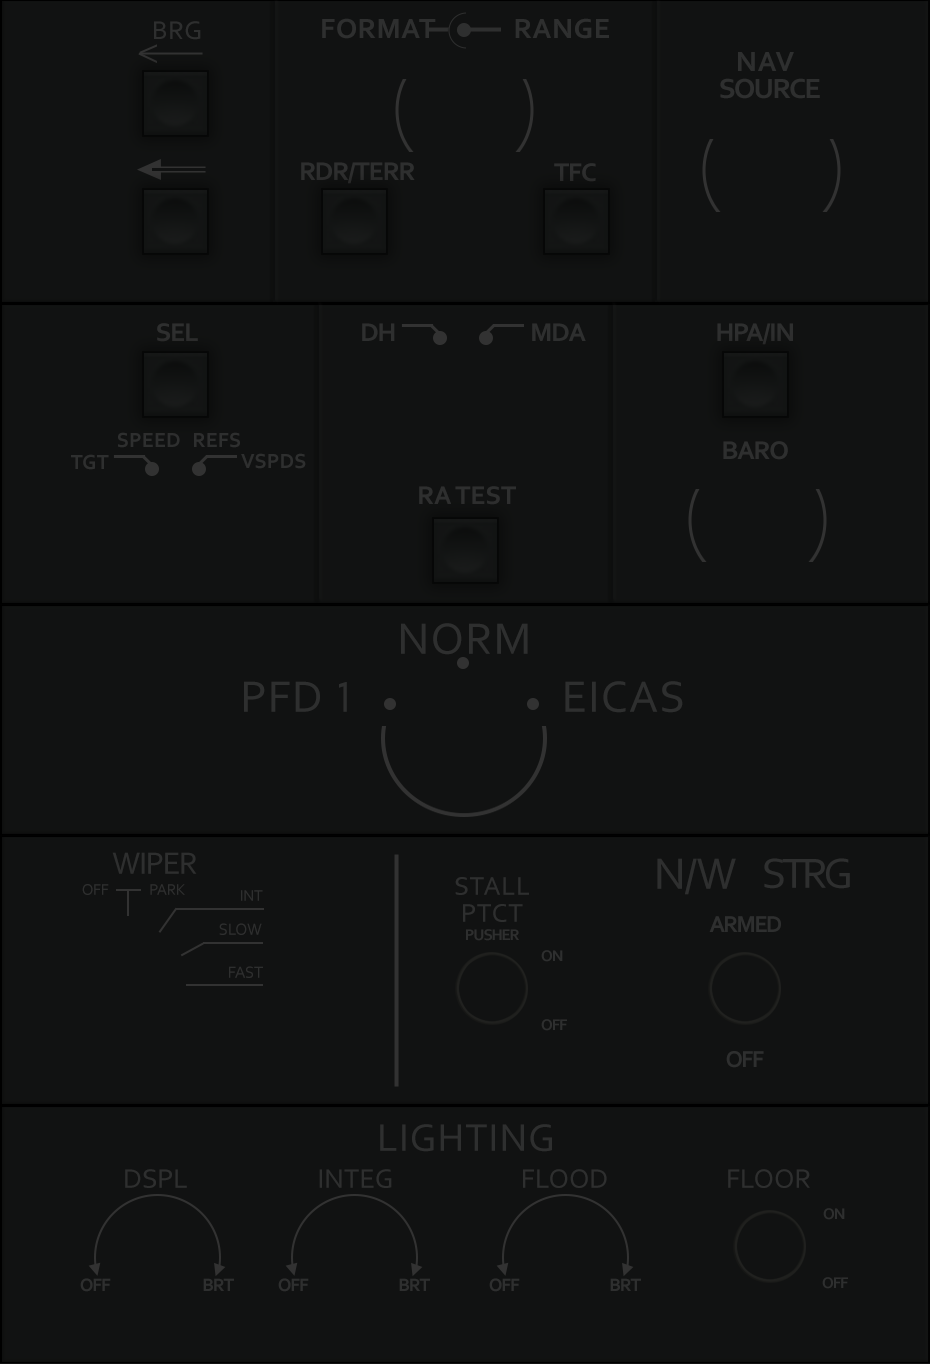 BRG
FORMAT RANGE
NAV
SOURCE
RDR/TERR
TFC
SEL
DH MDA
HPA/IN
SPEED REFS
TGT VSPDS
BARO
RA TEST
NORM
PFD 1 EICAS
WIPER
OFF PARK
INT
SLOW
FAST
STALL
PTCT
PUSHER
ON
OFF
N/W STRG
ARMED
OFF
LIGHTING
DSPL INTEG FLOOD FLOOR
ON
OFF BRT OFF BRT OFF BRT OFF